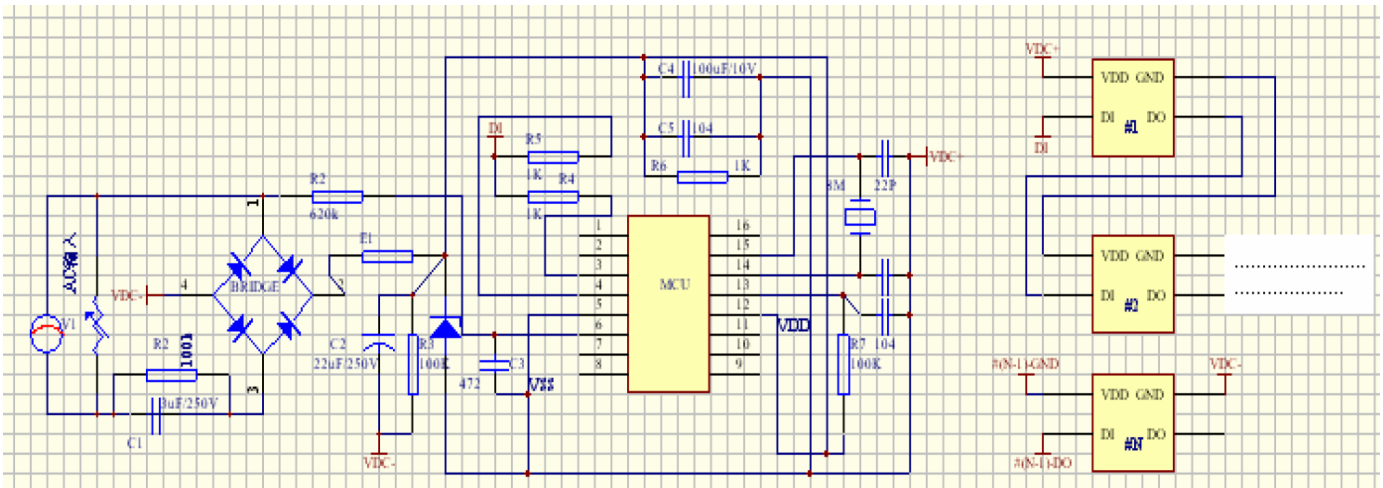 VDC+
C4 100uF/10V
VDD GND
DI DO
#1
DI
C5 104
DI
R5
1K
R4
1K
R6 1K
VDC+
8M 22P
R2
620k
1
AC输入
E1
BRIDGE
4
2
VDC-
V1
3
1 16
2 15
3 14
4 13
5 12
6 11
7 10
8 9
MCU
VDD GND
DI DO
#2
........................
....................
R2
100k
3uF/250V
C1
C2
22uF/250V
R3
100K
472
C3
VSS
VDD
R7
100K
104
VDC-
#(N-1)-GND
VDC-
VDD GND
DI DO
#N
#(N-1)-DO